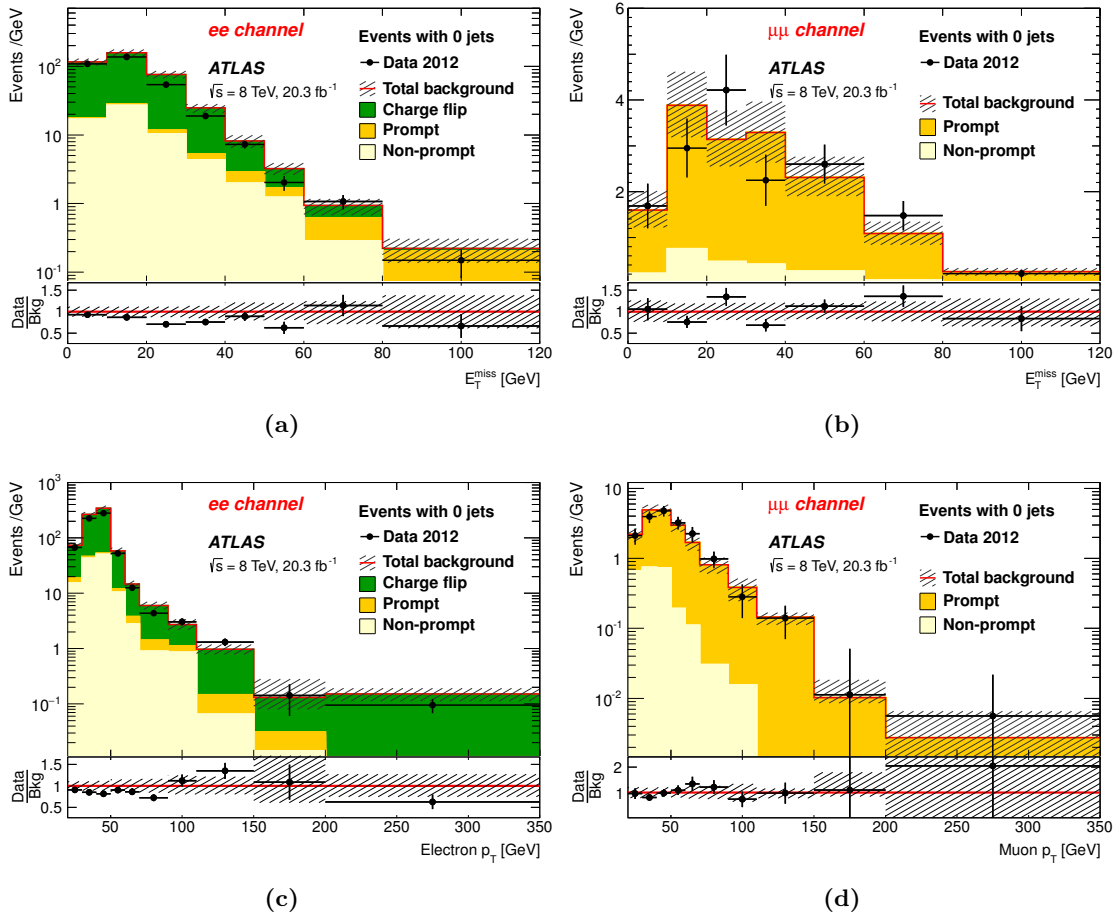 Events /GeV
ee channel
Events with 0 jets
Data 2012
ATLAS
√s = 8 TeV, 20.3 fb⁻¹
Total background
Charge flip
Prompt
Non-prompt
10²
10
1
10⁻¹
Data
Bkg
1.5
1
0.5
0 20 40 60 80 100 120
E_T^miss [GeV]
(a)
Events /GeV
μμ channel
Events with 0 jets
Data 2012
ATLAS
√s = 8 TeV, 20.3 fb⁻¹
Total background
Prompt
Non-prompt
6
4
2
Data
Bkg
1.5
1
0.5
0 20 40 60 80 100 120
E_T^miss [GeV]
(b)
Events /GeV
ee channel
Events with 0 jets
Data 2012
ATLAS
√s = 8 TeV, 20.3 fb⁻¹
Total background
Charge flip
Prompt
Non-prompt
10³
10²
10
1
10⁻¹
Data
Bkg
1.5
1
0.5
50 100 150 200 250 300 350
Electron p_T [GeV]
(c)
Events /GeV
μμ channel
Events with 0 jets
Data 2012
ATLAS
√s = 8 TeV, 20.3 fb⁻¹
Total background
Prompt
Non-prompt
10
1
10⁻¹
10⁻²
Data
Bkg
2
1
50 100 150 200 250 300 350
Muon p_T [GeV]
(d)